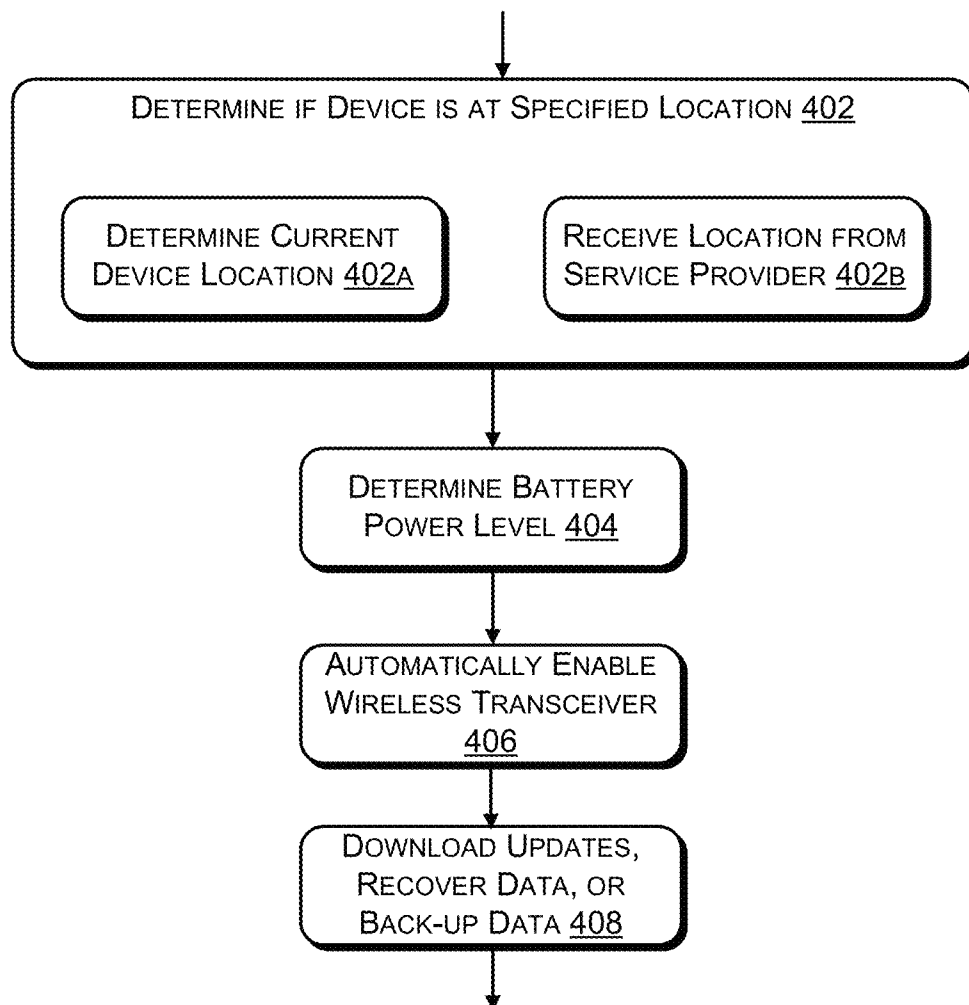 DETERMINE IF DEVICE IS AT SPECIFIED LOCATION 402
DETERMINE CURRENT
DEVICE LOCATION 402A
RECEIVE LOCATION FROM
SERVICE PROVIDER 402B
DETERMINE BATTERY
POWER LEVEL 404
AUTOMATICALLY ENABLE
WIRELESS TRANSCEIVER
406
DOWNLOAD UPDATES,
RECOVER DATA, OR
BACK-UP DATA 408